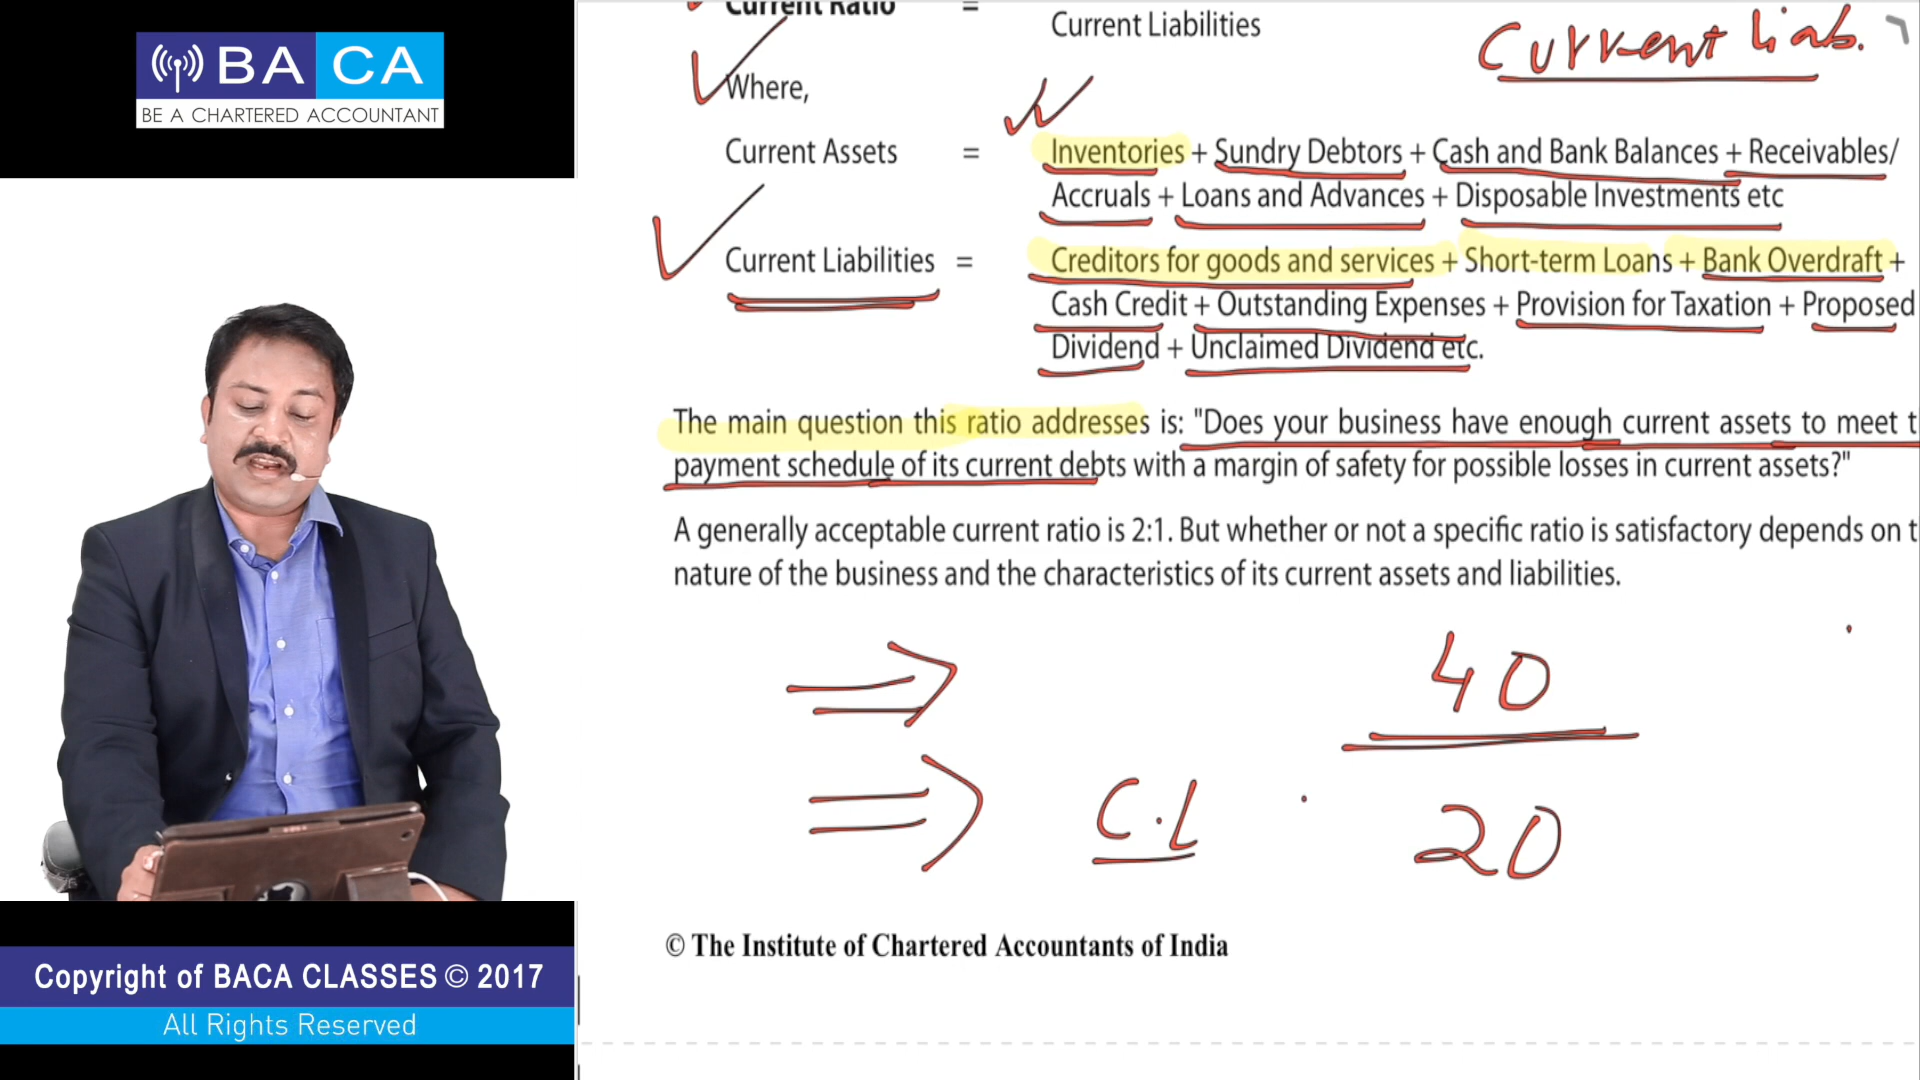 BA CA
BE A CHARTERED ACCOUNTANT
Current Ratio =
Current Liabilities
Current Liab.
Where,
Current Assets = Inventories + Sundry Debtors + Cash and Bank Balances + Receivables/
Accruals + Loans and Advances + Disposable Investments etc
Current Liabilities = Creditors for goods and services + Short-term Loans + Bank Overdraft +
Cash Credit + Outstanding Expenses + Provision for Taxation + Proposed
Dividend + Unclaimed Dividend etc.
The main question this ratio addresses is: "Does your business have enough current assets to meet t
payment schedule of its current debts with a margin of safety for possible losses in current assets?"
A generally acceptable current ratio is 2:1. But whether or not a specific ratio is satisfactory depends on t
nature of the business and the characteristics of its current assets and liabilities.
40
C.L 20
© The Institute of Chartered Accountants of India
Copyright of BACA CLASSES © 2017
All Rights Reserved